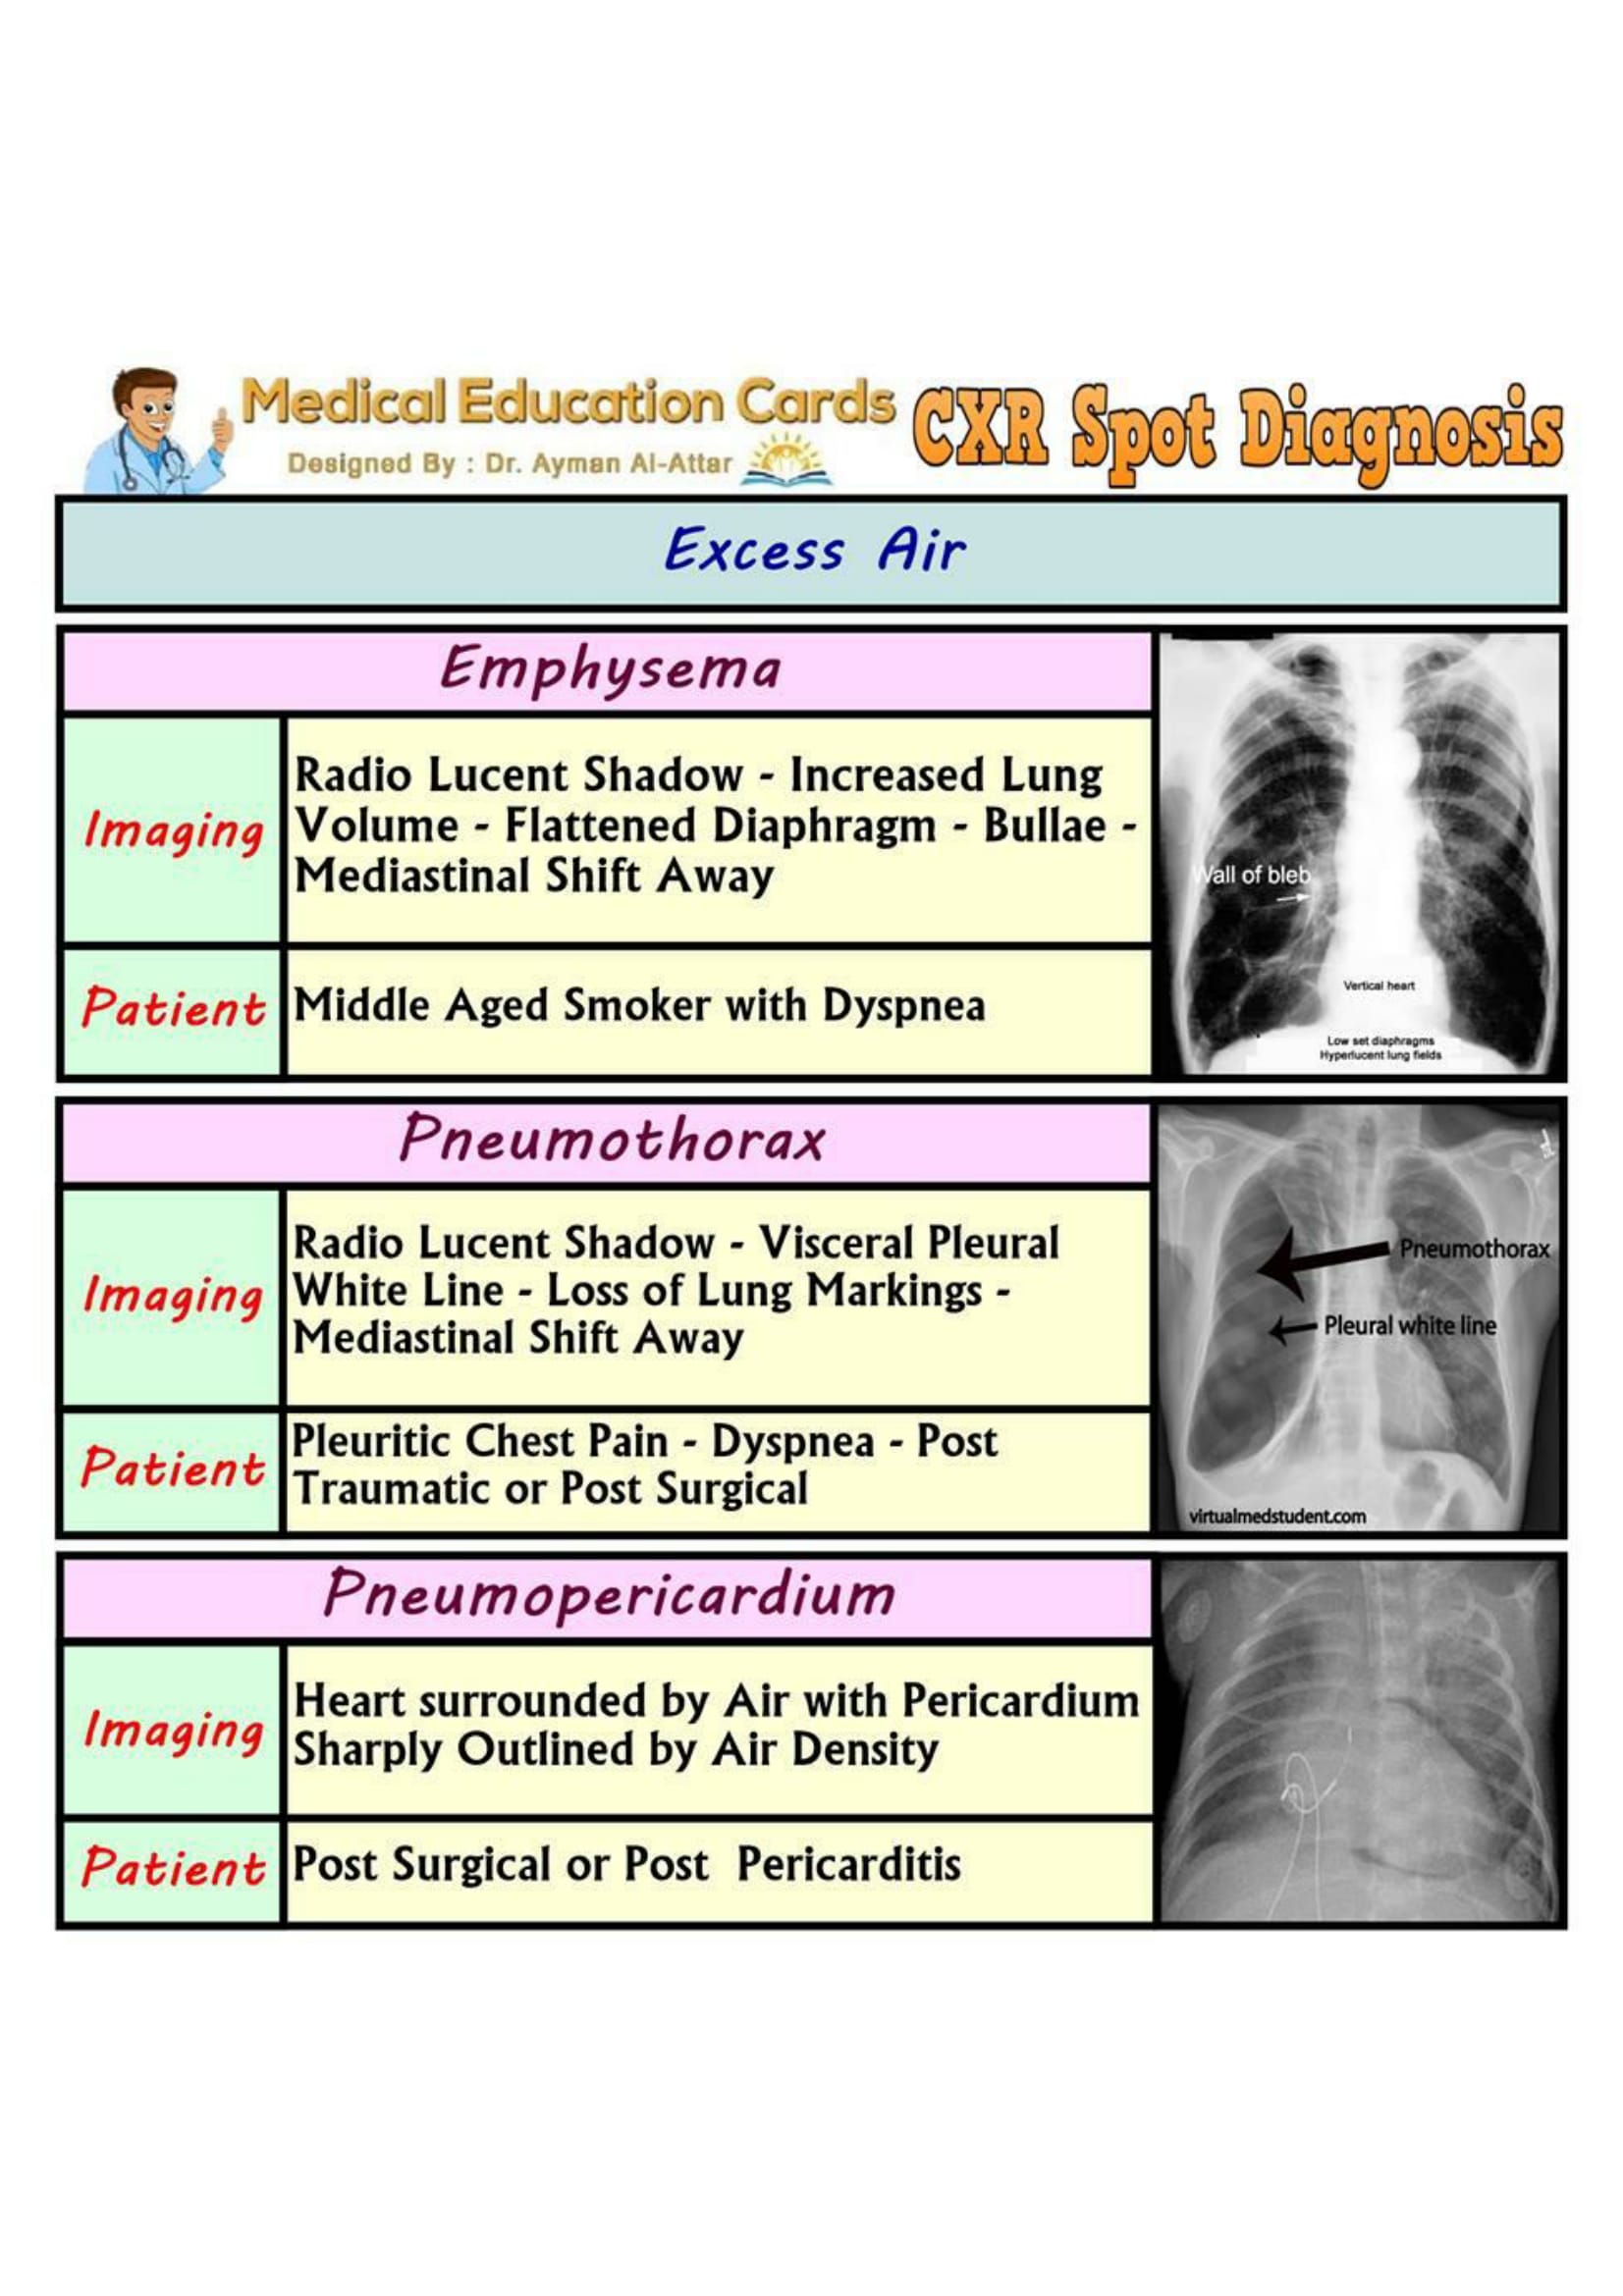 Medical Education Cards
Designed By : Dr. Ayman Al-Attar
CXR Spot Diagnosis
Excess Air
Emphysema
Imaging
Radio Lucent Shadow - Increased Lung
Volume - Flattened Diaphragm - Bullae -
Mediastinal Shift Away
Patient
Middle Aged Smoker with Dyspnea
Wall of bleb
Vertical heart
Low set diaphragms
Hyperlucent lung fields
Pneumothorax
Imaging
Radio Lucent Shadow - Visceral Pleural
White Line - Loss of Lung Markings -
Mediastinal Shift Away
Patient
Pleuritic Chest Pain - Dyspnea - Post
Traumatic or Post Surgical
Pneumothorax
Pleural white line
virtualmedstudent.com
Pneumopericardium
Imaging
Heart surrounded by Air with Pericardium
Sharply Outlined by Air Density
Patient
Post Surgical or Post Pericarditis